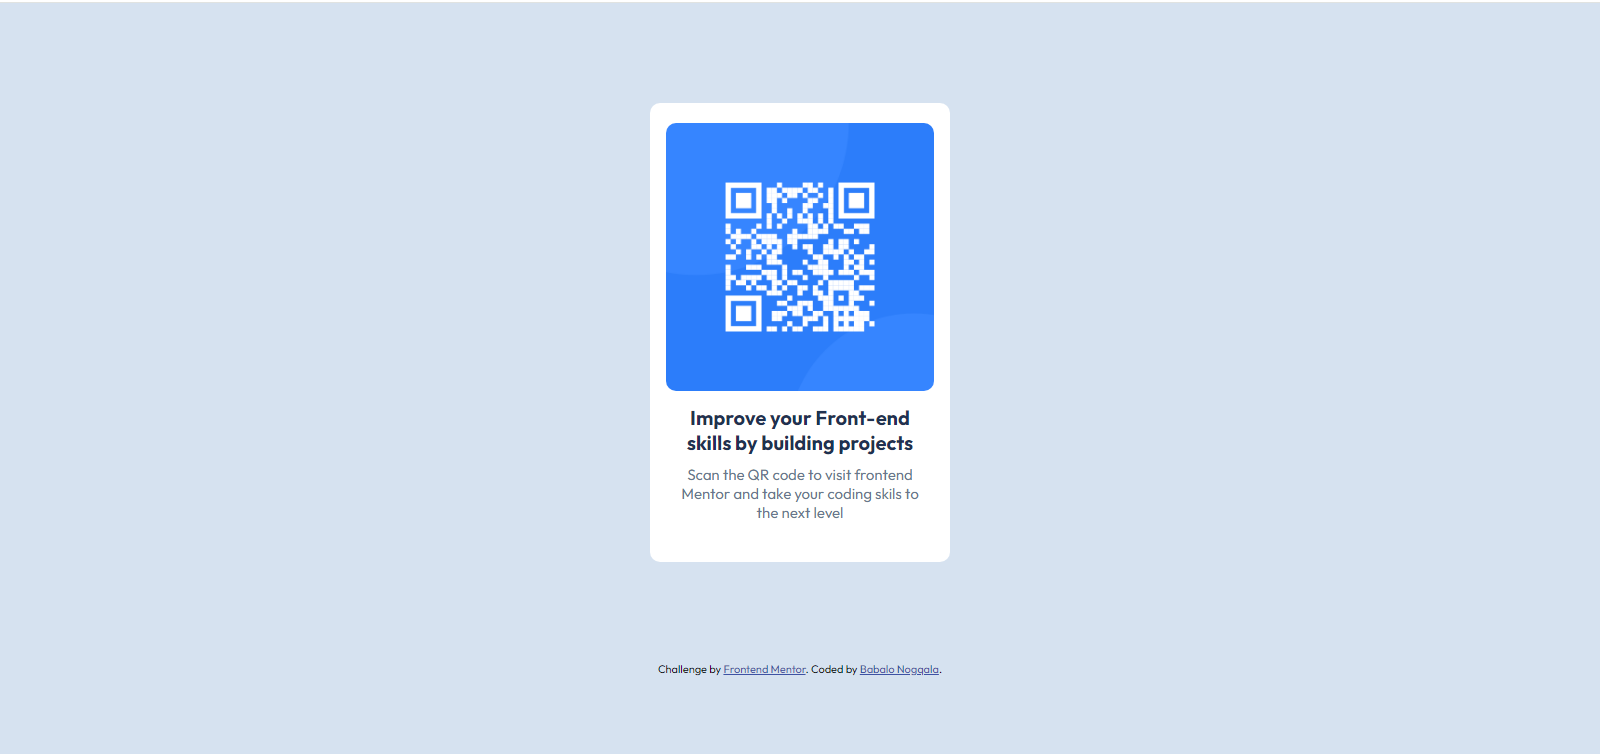 Improve your Front-end
skills by building projects
Scan the QR code to visit frontend
Mentor and take your coding skils to
the next level
Challenge by Frontend Mentor. Coded by Babalo Nogqala.